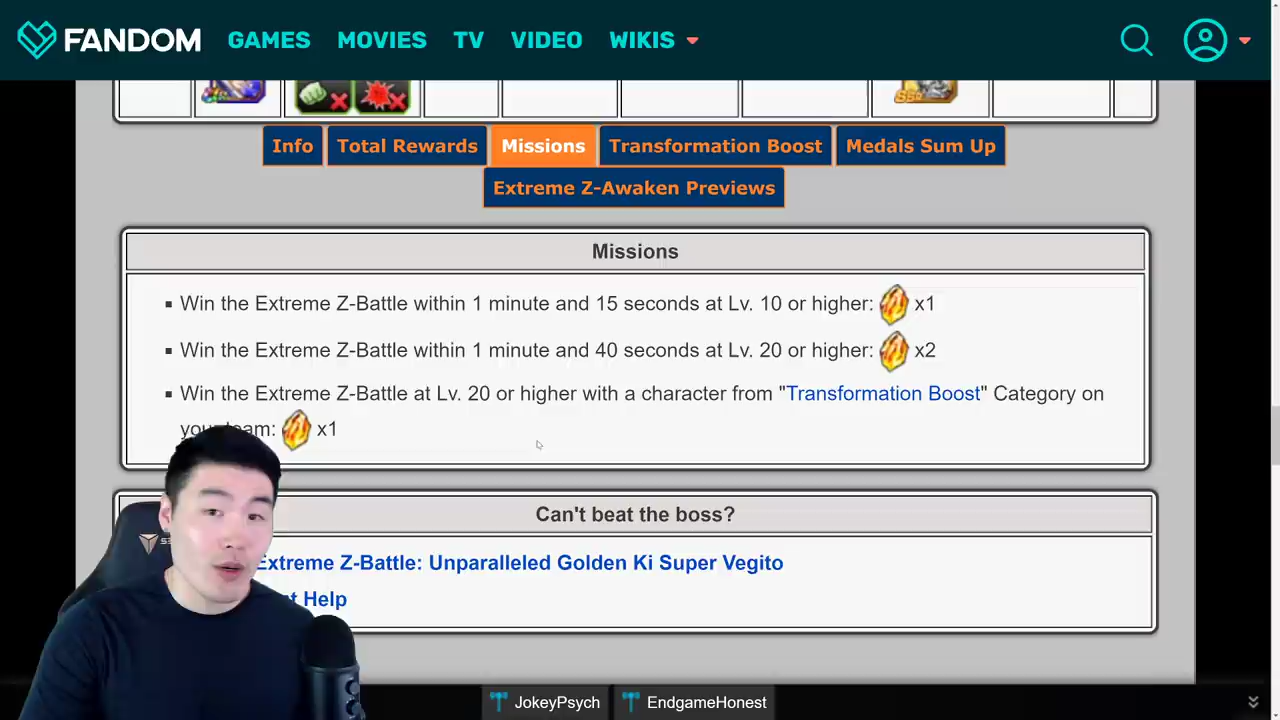 FANDOM GAMES MOVIES TV VIDEO WIKIS
SSR
Info Total Rewards Missions Transformation Boost Medals Sum Up
Extreme Z-Awaken Previews
Missions
Win the Extreme Z-Battle within 1 minute and 15 seconds at Lv. 10 or higher: x1
Win the Extreme Z-Battle within 1 minute and 40 seconds at Lv. 20 or higher: x2
Win the Extreme Z-Battle at Lv. 20 or higher with a character from "Transformation Boost" Category on
team: x1
Can't beat the boss?
Extreme Z-Battle: Unparalleled Golden Ki Super Vegito
Help
JokeyPsych EndgameHonest